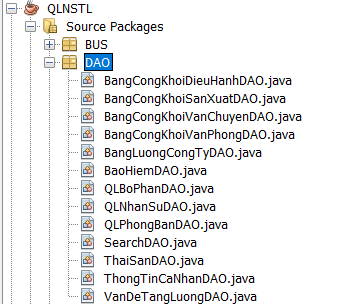 QLNSTL
Source Packages
BUS
DAO
BangCongKhoiDieuHanhDAO.java
BangCongKhoiSanXuatDAO.java
BangCongKhoiVanChuyenDAO.java
BangCongKhoiVanPhongDAO.java
BangLuongCongTyDAO.java
BaoHiemDAO.java
QLBoPhanDAO.java
QLNhanSuDAO.java
QLPhongBanDAO.java
SearchDAO.java
ThaiSanDAO.java
ThongTinCaNhanDAO.java
VanDeTangLuongDAO.java